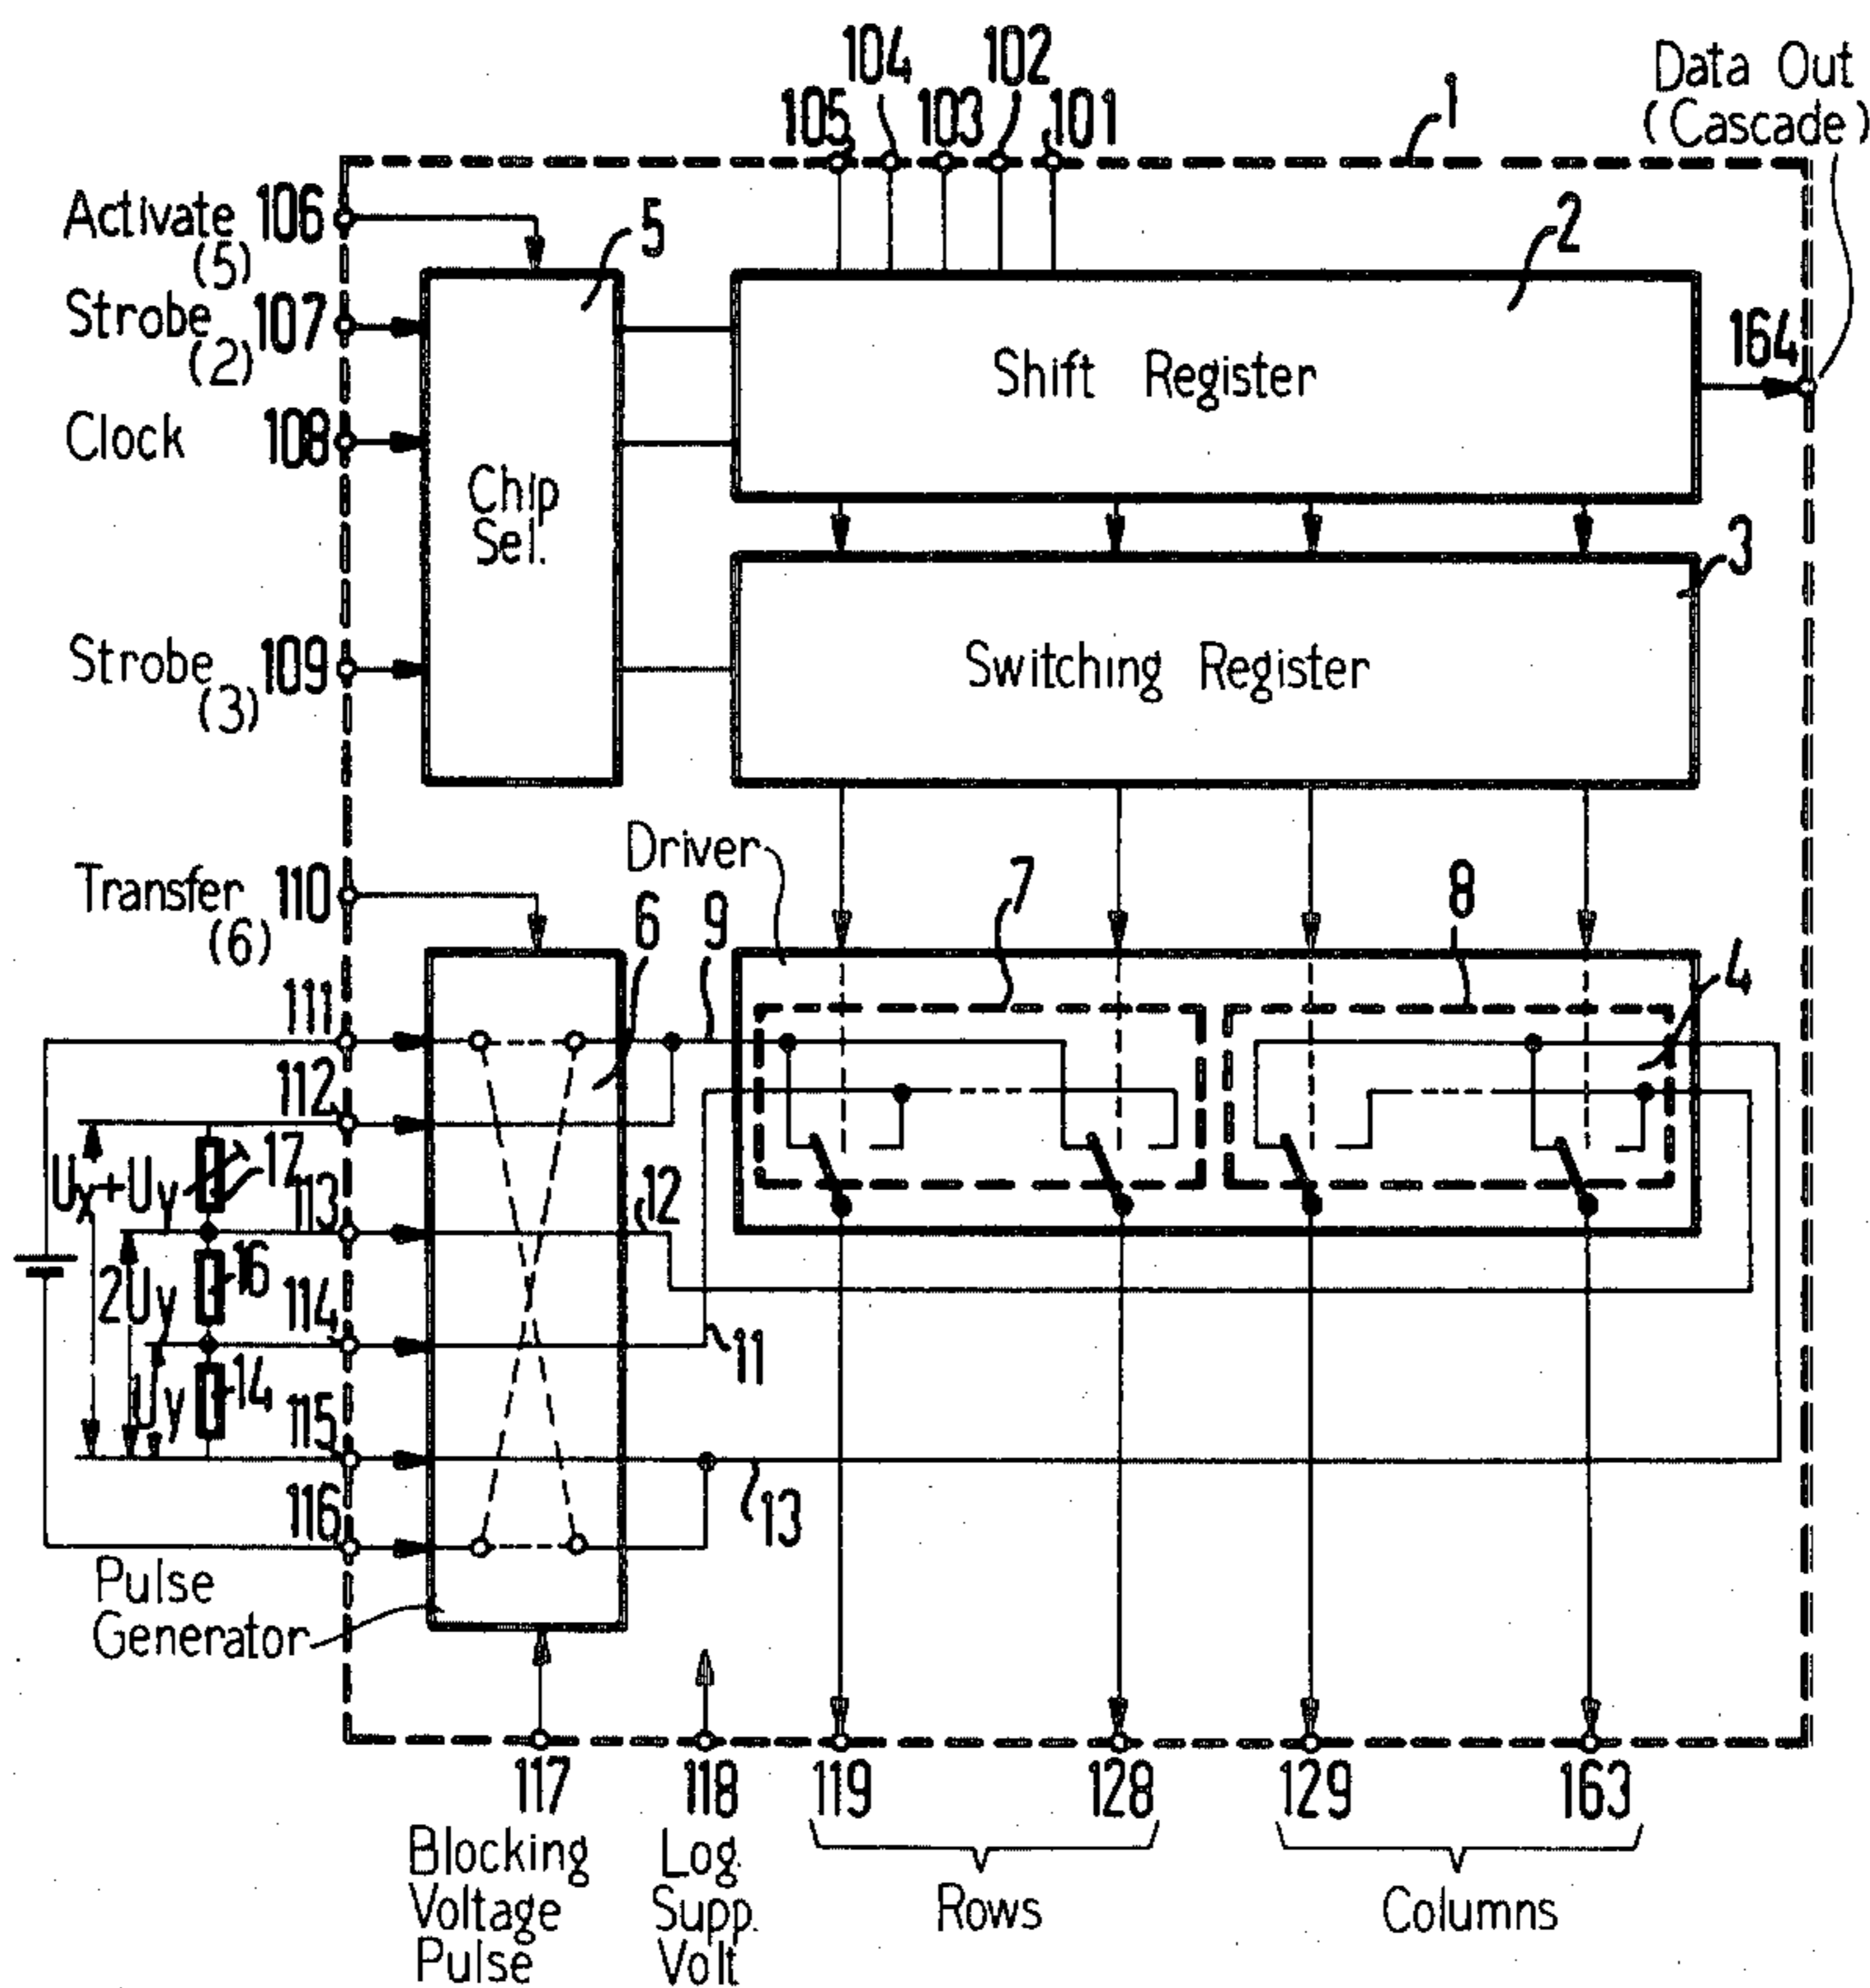 104 102
105 103 101
1
Data Out
(Cascade)
Activate 106
(5)
5
2
Strobe 107
(2)
Shift Register
164
Clock 108
Chip
Sel.
3
Strobe 109
(3)
Switching Register
Driver
Transfer 110
(6)
6 9
7
8
4
111
112
Ux+Uy
17
113
12
2Uy
16
114
11
Uy
14
115
13
116
Pulse
Generator
117
118
119
128
129
163
Blocking
Voltage
Pulse
Log.
Supp.
Volt
Rows
Columns